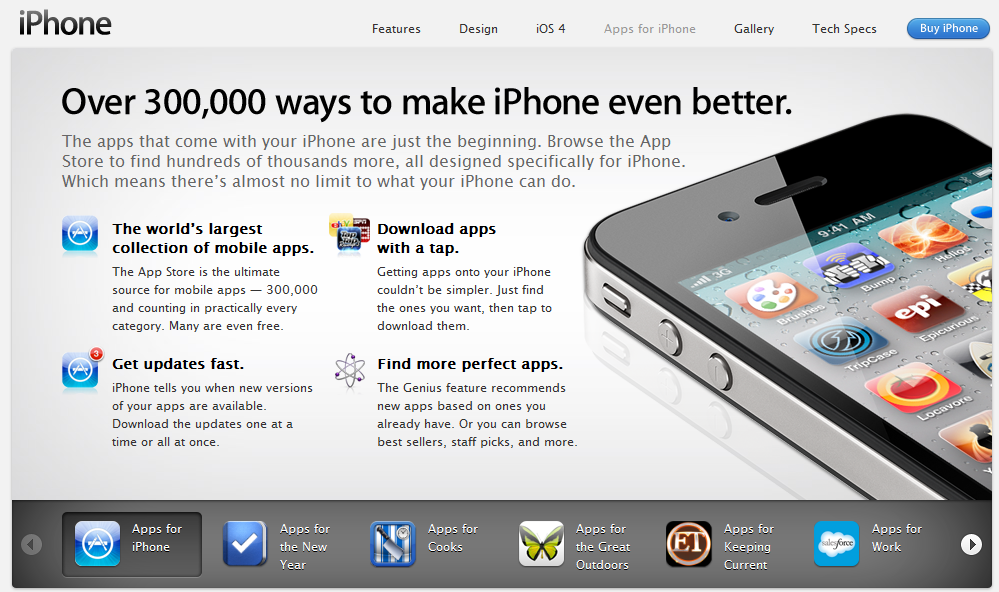 iPhone
Features
Design
iOS 4
Apps for iPhone
Gallery
Tech Specs
Buy iPhone
Over 300,000 ways to make iPhone even better.
The apps that come with your iPhone are just the beginning. Browse the App
Store to find hundreds of thousands more, all designed specifically for iPhone.
Which means there's almost no limit to what your iPhone can do.
The world's largest
collection of mobile apps.
The App Store is the ultimate
source for mobile apps — 300,000
and counting in practically every
category. Many are even free.
Download apps
with a tap.
Getting apps onto your iPhone
couldn't be simpler. Just find
the ones you want, then tap to
download them.
3
Get updates fast.
iPhone tells you when new versions
of your apps are available.
Download the updates one at a
time or all at once.
Find more perfect apps.
The Genius feature recommends
new apps based on ones you
already have. Or you can browse
best sellers, staff picks, and more.
3G
9:41 AM
Brushes
Bump
Helios
TripCase
epi
Epicurious
Locavore
Apps for
iPhone
Apps for
the New
Year
Apps for
Cooks
Apps for
the Great
Outdoors
ET
Apps for
Keeping
Current
salesforce
Apps for
Work